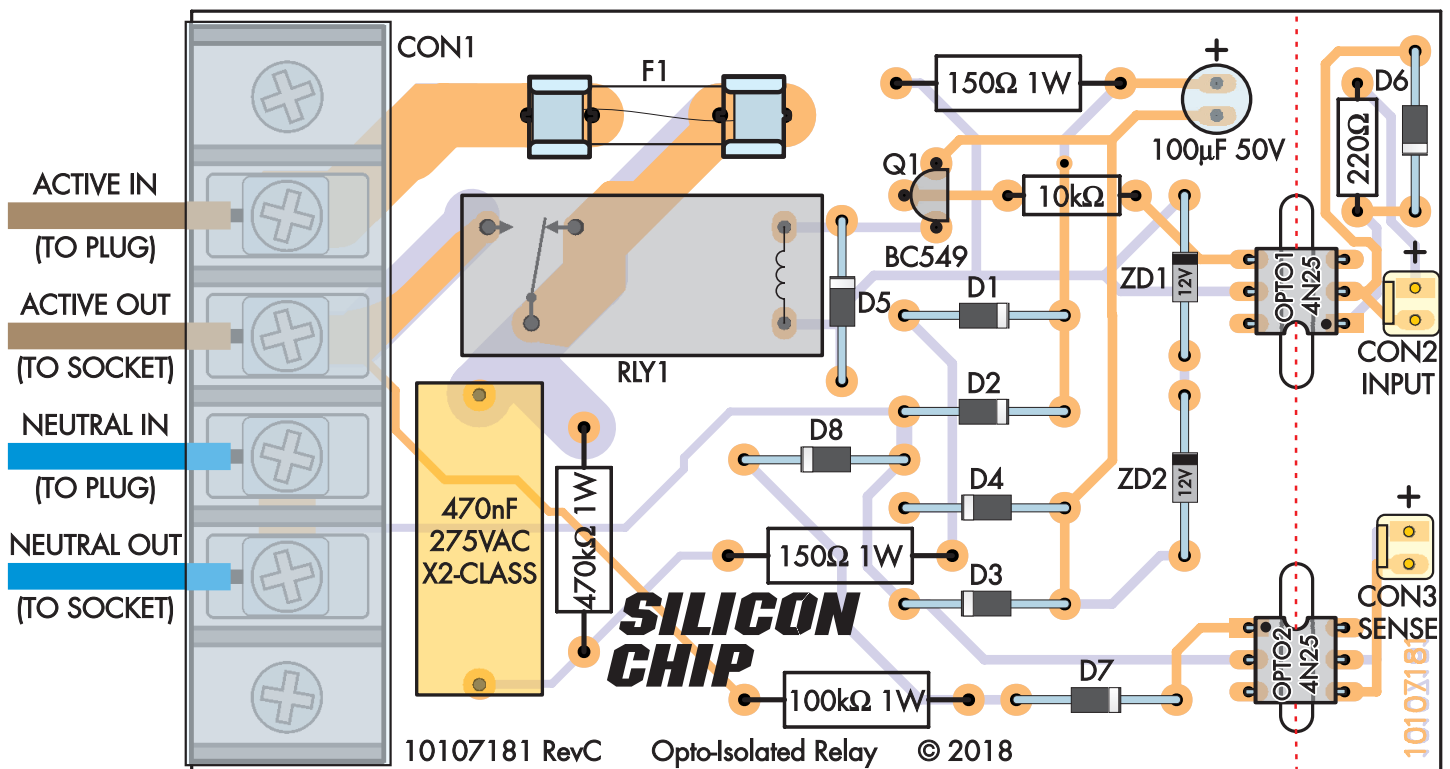 CON1
F1
150Ω 1W
+
100µF 50V
D6
220Ω
ACTIVE IN
(TO PLUG)
Q1
BC549
10kΩ
ZD1
12V
OPTO1
4N25
+
CON2
INPUT
ACTIVE OUT
(TO SOCKET)
RLY1
D5
D1
D2
D8
D4
ZD2
12V
NEUTRAL IN
(TO PLUG)
470nF
275VAC
X2-CLASS
470kΩ 1W
150Ω 1W
D3
+
CON3
SENSE
NEUTRAL OUT
(TO SOCKET)
SILICON
CHIP
OPTO2
4N25
D7
100kΩ 1W
10107181 RevC
Opto-Isolated Relay
© 2018
1010X181